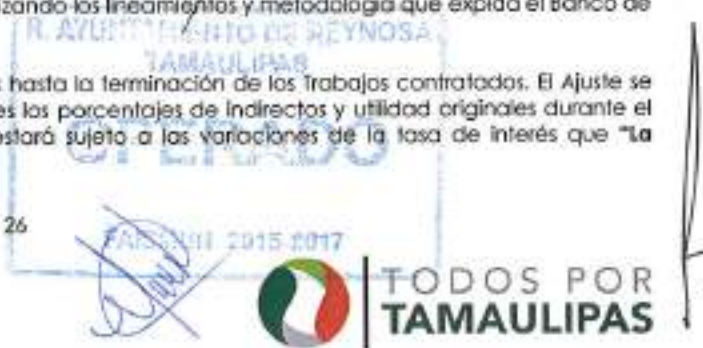 zando los lineamientos y metodología que expida el Banco de
R. AYUNTAMIENTO DE REYNOSA
TAMAULIPAS
hasta la terminación de los Trabajos contratados. El Ajuste se
es los porcentajes de indirectos y utilidad originales durante el
estará sujeto a las variaciones de la tasa de interés que "La
OPERADO
26
2015-2017
TODOS POR
TAMAULIPAS